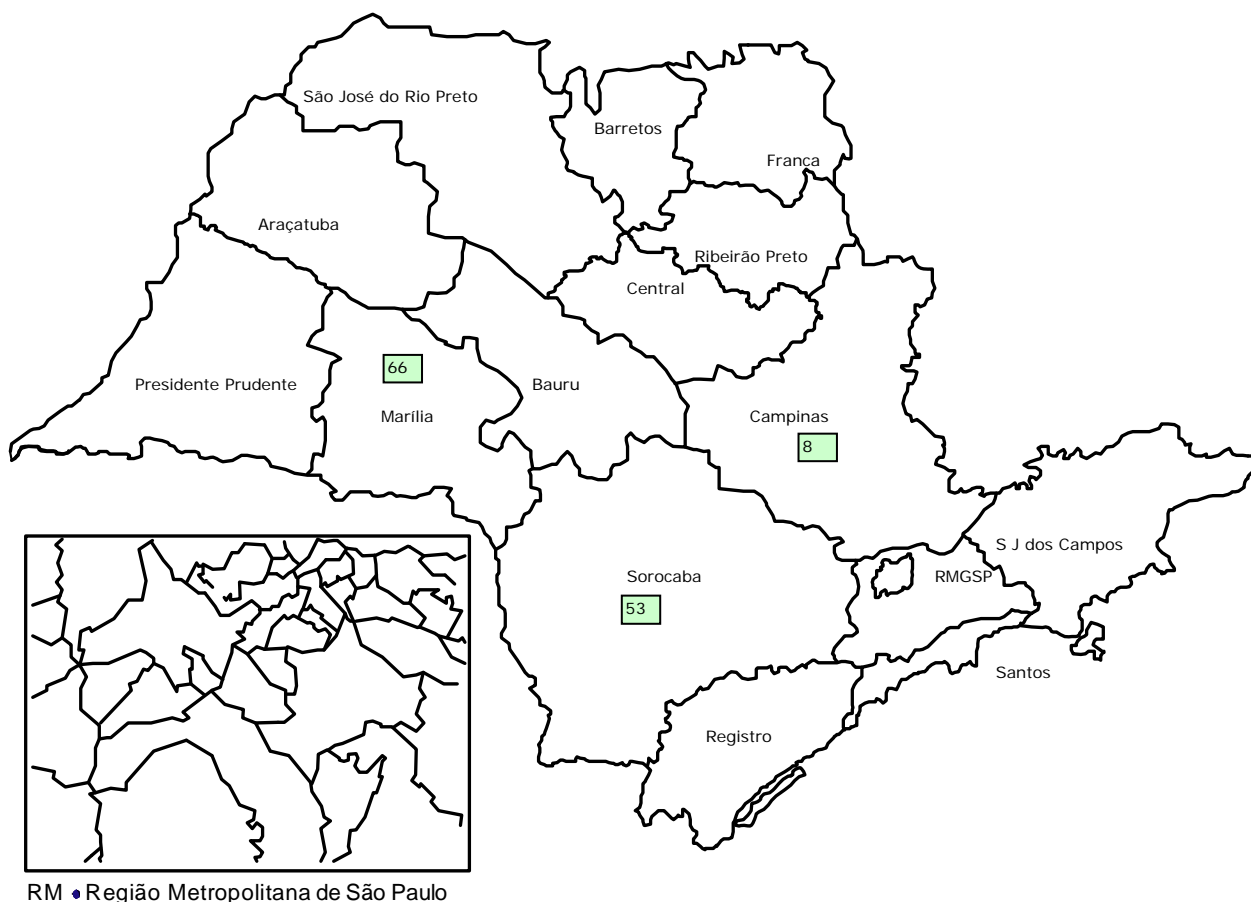 São José do Rio Preto
Barretos
Franca
Araçatuba
Ribeirão Preto
Central
66
Presidente Prudente
Bauru
Marília
Campinas
8
S J dos Campos
Sorocaba
RMGSP
53
Santos
Registro
RM • Região Metropolitana de São Paulo